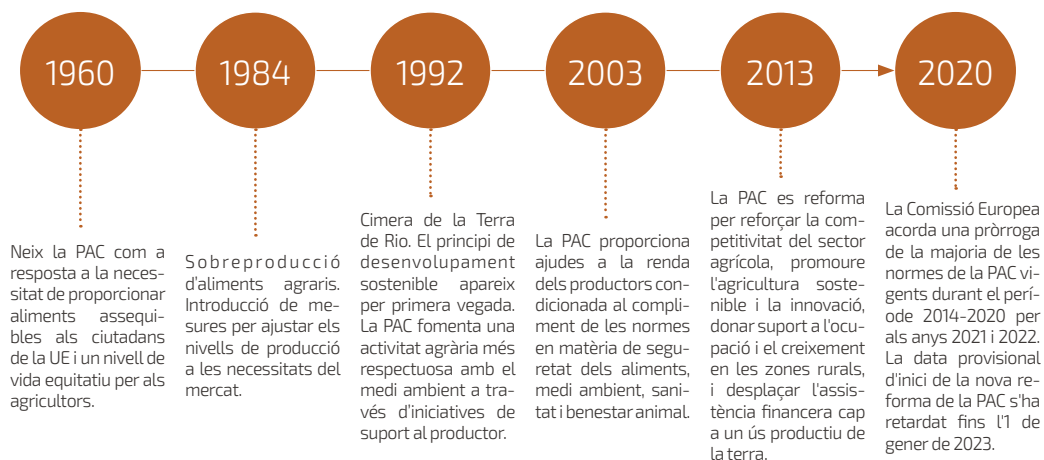 1960
Neix la PAC com a
resposta a la neces-
sitat de proporcionar
aliments assequi-
bles als ciutadans
de la UE i un nivell de
vida equitatiu per als
agricultors.
1984
Sobreproducció
d'aliments agraris.
Introducció de me-
sures per ajustar els
nivells de producció
a les necessitats del
mercat.
1992
Cimera de la Terra
de Rio. El principi de
desenvolupament
sostenible apareix
per primera vegada.
La PAC fomenta una
activitat agrària més
respectuosa amb el
medi ambient a tra-
vés d'iniciatives de
suport al productor.
2003
La PAC proporciona
ajudes a la renda
dels productors con-
dicionada al compli-
ment de les normes
en matèria de segu-
retat dels aliments,
medi ambient, sani-
tat i benestar animal.
2013
La PAC es reforma
per reforçar la com-
petitivitat del sector
agrícola, promoure
l'agricultura soste-
nible i la innovació,
donar suport a l'ocu-
pació i el creixement
en les zones rurals,
i desplaçar l'assis-
tència financera cap
a un ús productiu de
la terra.
2020
La Comissió Europea
acorda una pròrroga
de la majoria de les
normes de la PAC vi-
gents durant el perí-
ode 2014-2020 per
als anys 2021 i 2022.
La data provisional
d'inici de la nova re-
forma de la PAC s'ha
retardat fins l'1 de
gener de 2023.